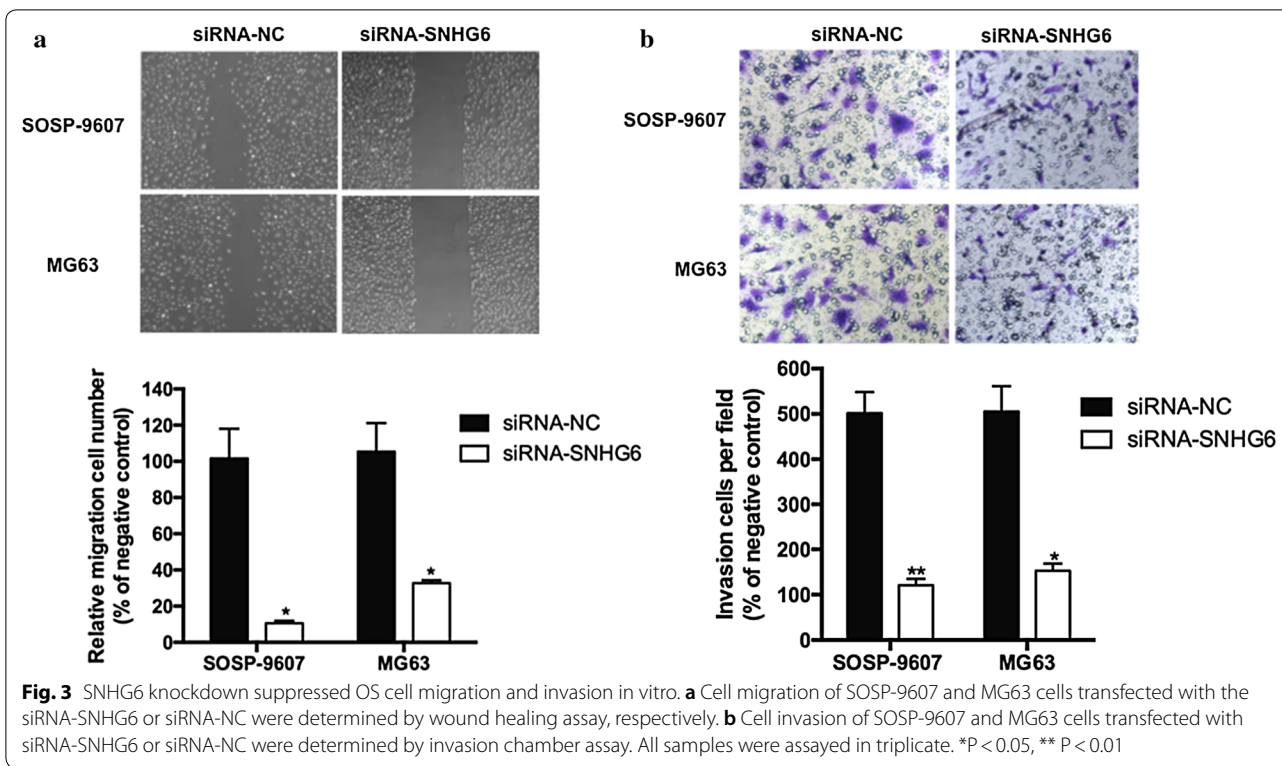 a
siRNA-NC siRNA-SNHG6
SOSP-9607
MG63
Relative migration cell number
(% of negative control)
140
120
100
80
60
40
20
0
*
*
SOSP-9607 MG63
siRNA-NC
siRNA-SNHG6
b
siRNA-NC siRNA-SNHG6
SOSP-9607
MG63
Invasion cells per field
(% of negative control)
600
500
400
300
200
100
0
**
*
SOSP-9607 MG63
siRNA-NC
siRNA-SNHG6
Fig. 3 SNHG6 knockdown suppressed OS cell migration and invasion in vitro. a Cell migration of SOSP-9607 and MG63 cells transfected with the
siRNA-SNHG6 or siRNA-NC were determined by wound healing assay, respectively. b Cell invasion of SOSP-9607 and MG63 cells transfected with
siRNA-SNHG6 or siRNA-NC were determined by invasion chamber assay. All samples were assayed in triplicate. *P < 0.05, ** P < 0.01